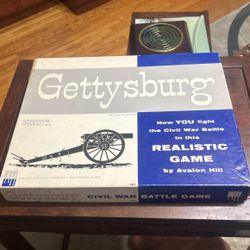 Gettysburg
Now YOU fight
the Civil War Battle
in this
REALISTIC
GAME
by Avalon Hill
Gettysburg CIVIL WAR BATTLE GAME